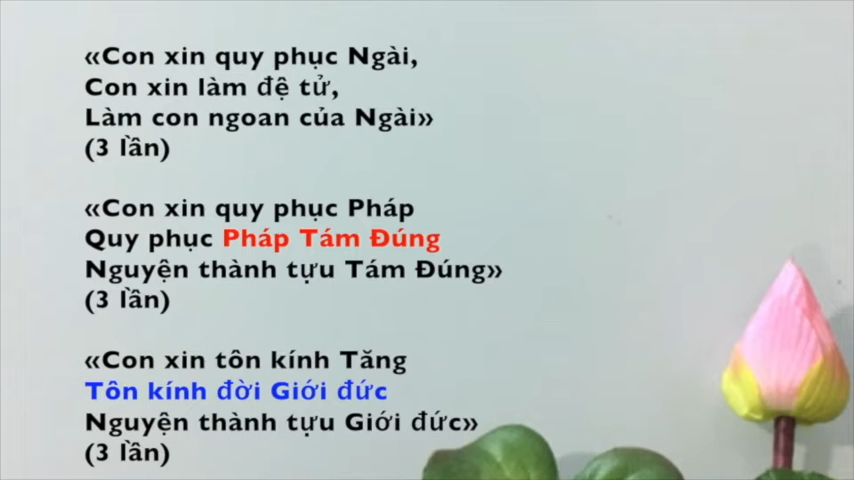 «Con xin quy phục Ngài,
Con xin làm đệ tử,
Làm con ngoan của Ngài»
(3 lần)
«Con xin quy phục Pháp
Quy phục Pháp Tám Đúng
Nguyện thành tựu Tám Đúng»
(3 lần)
«Con xin tôn kính Tăng
Tôn kính đời Giới đức
Nguyện thành tựu Giới đức»
(3 lần)